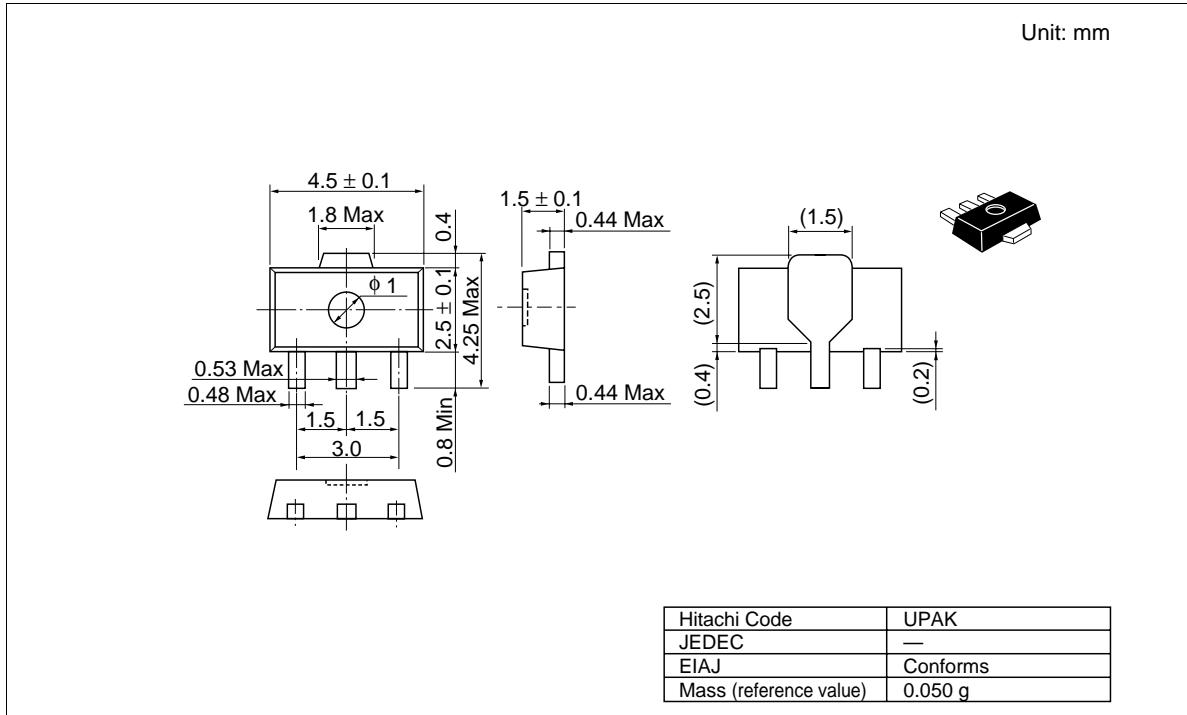 Unit: mm
4.5 ± 0.1
1.8 Max
0.4
ϕ 1
2.5 ± 0.1
4.25 Max
0.53 Max
0.48 Max
1.5
1.5
3.0
0.8 Min
1.5 ± 0.1
0.44 Max
0.44 Max
(1.5)
(2.5)
(0.4)
(0.2)
Hitachi Code UPAK
JEDEC —
EIAJ Conforms
Mass (reference value) 0.050 g